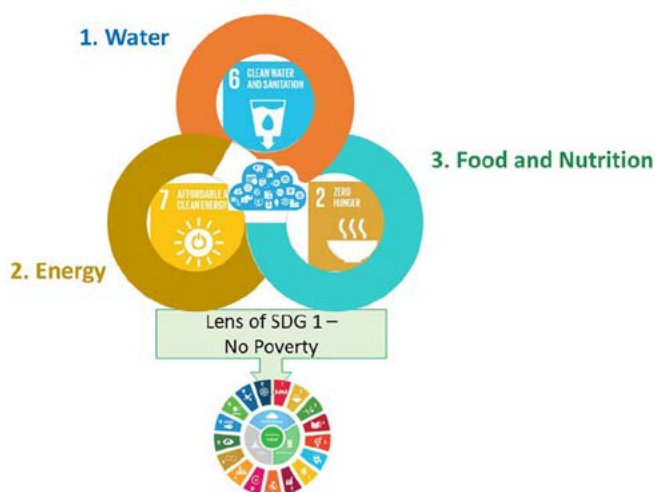 1. Water
6 CLEAN WATER
AND SANITATION
3. Food and Nutrition
7 AFFORDABLE A
CLEAN ENERGY
2 ZERO
HUNGER
2. Energy
Lens of SDG 1 –
No Poverty